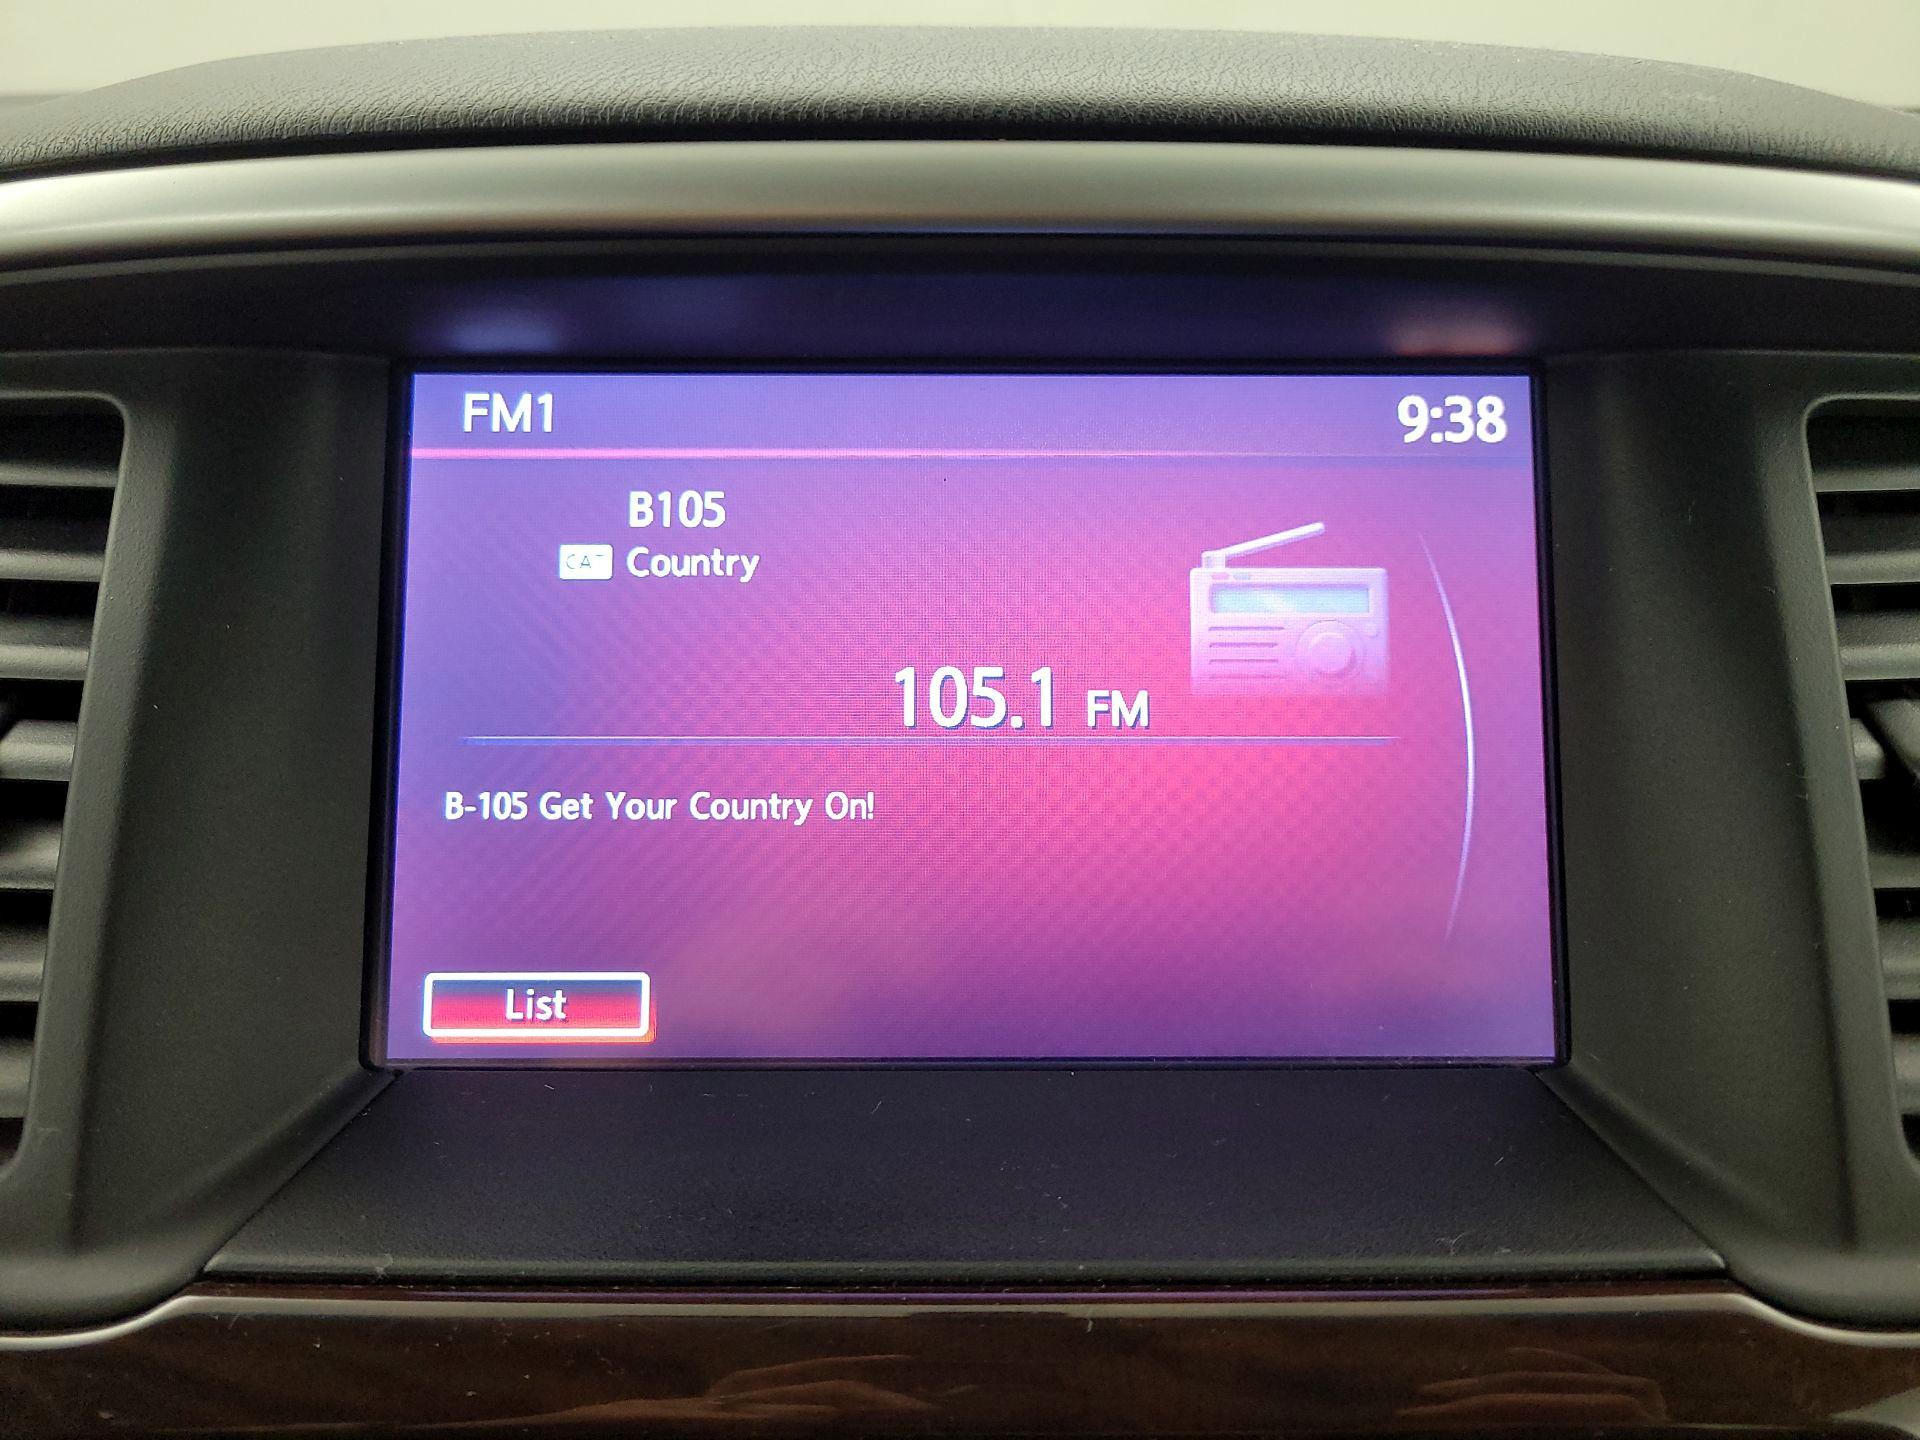 FM1
9:38
B105
CAT Country
105.1 FM
B-105 Get Your Country On!
List